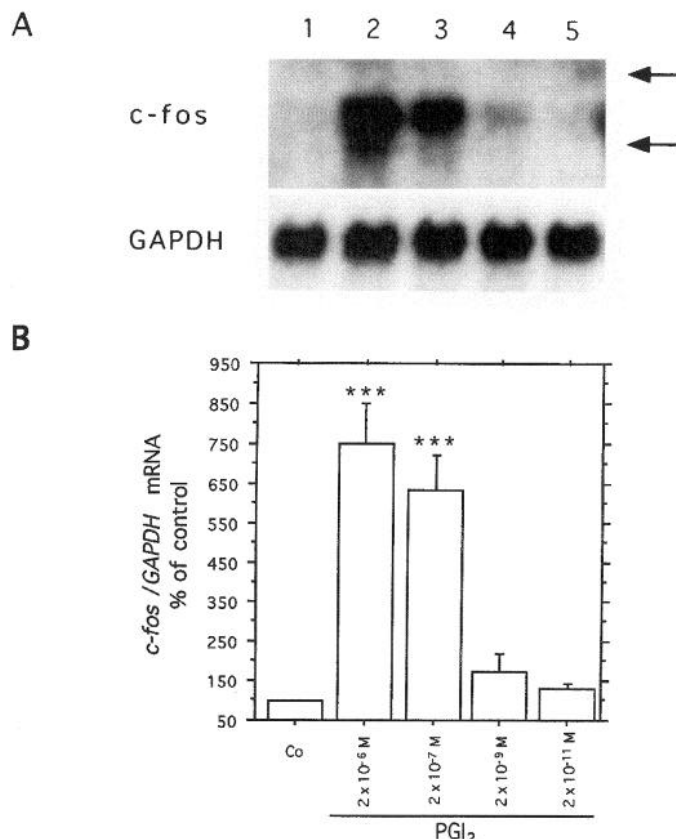 A
1 2 3 4 5
c-fos
GAPDH
B
c-fos/GAPDH mRNA
% of control
950
850
750
650
550
450
350
250
150
50
***
***
Co
2 x 10⁻⁶ M
2 x 10⁻⁷ M
2 x 10⁻⁹ M
2 x 10⁻¹¹ M
PGI₂